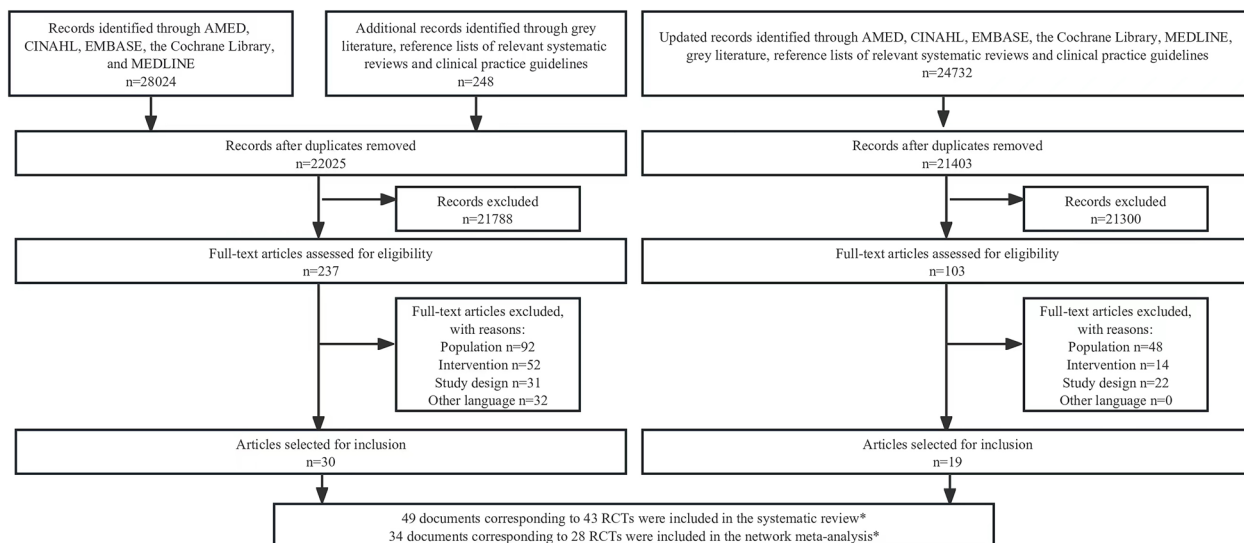 Records identified through AMED,
CINAHL, EMBASE, the Cochrane Library,
and MEDLINE
n=28024
Additional records identified through grey
literature, reference lists of relevant systematic
reviews and clinical practice guidelines
n=248
Updated records identified through AMED, CINAHL, EMBASE, the Cochrane Library, MEDLINE,
grey literature, reference lists of relevant systematic reviews and clinical practice guidelines
n=24732
Records after duplicates removed
n=22025
Records after duplicates removed
n=21403
Records excluded
n=21788
Records excluded
n=21300
Full-text articles assessed for eligibility
n=237
Full-text articles assessed for eligibility
n=103
Full-text articles excluded,
with reasons:
Population n=92
Intervention n=52
Study design n=31
Other language n=32
Full-text articles excluded,
with reasons:
Population n=48
Intervention n=14
Study design n=22
Other language n=0
Articles selected for inclusion
n=30
Articles selected for inclusion
n=19
49 documents corresponding to 43 RCTs were included in the systematic review*
34 documents corresponding to 28 RCTs were included in the network meta-analysis*